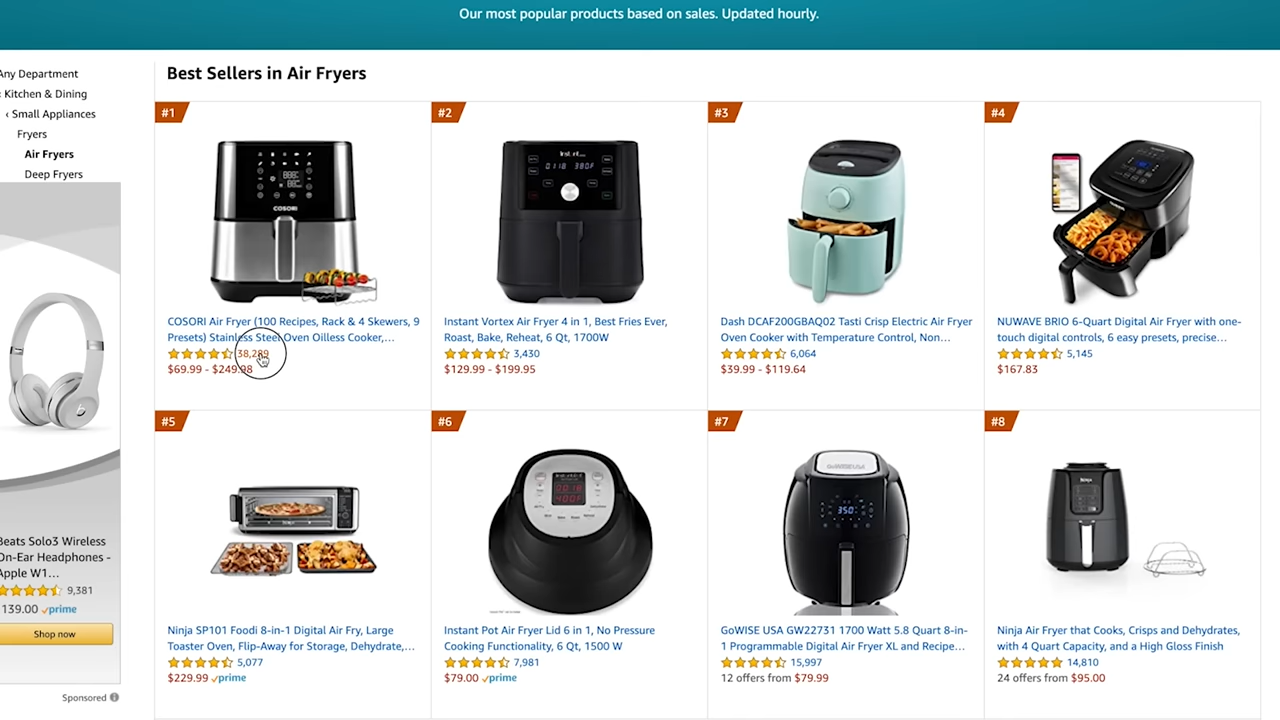 Our most popular products based on sales. Updated hourly.
Any Department
‹ Kitchen & Dining
‹ Small Appliances
Fryers
Air Fryers
Deep Fryers
Best Sellers in Air Fryers
#1
#2
#3
#4
COSORI
COSORI Air Fryer (100 Recipes, Rack & 4 Skewers, 9
Presets) Stainless Steel Oven Oilless Cooker,...
38,289
$69.99 - $249.98
Instant Vortex Air Fryer 4 in 1, Best Fries Ever,
Roast, Bake, Reheat, 6 Qt, 1700W
3,430
$129.99 - $199.95
Dash DCAF200GBAQ02 Tasti Crisp Electric Air Fryer
Oven Cooker with Temperature Control, Non...
6,064
$39.99 - $119.64
NUWAVE BRIO 6-Quart Digital Air Fryer with one-
touch digital controls, 6 easy presets, precise...
5,145
$167.83
#5
#6
#7
#8
GoWISE USA
350
Ninja
Ninja SP101 Foodi 8-in-1 Digital Air Fry, Large
Toaster Oven, Flip-Away for Storage, Dehydrate,...
5,077
$229.99 prime
Instant Pot Air Fryer Lid 6 in 1, No Pressure
Cooking Functionality, 6 Qt, 1500 W
7,981
$79.00 prime
GoWISE USA GW22731 1700 Watt 5.8 Quart 8-in-
1 Programmable Digital Air Fryer XL and Recipe...
15,997
12 offers from $79.99
Ninja Air Fryer that Cooks, Crisps and Dehydrates,
with 4 Quart Capacity, and a High Gloss Finish
14,810
24 offers from $95.00
Beats Solo3 Wireless
On-Ear Headphones -
Apple W1...
9,381
139.00 prime
Shop now
Sponsored